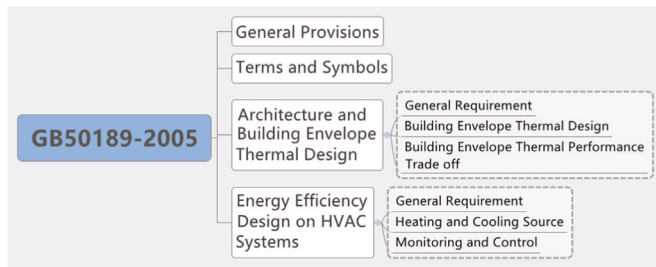 GB50189-2005
General Provisions
Terms and Symbols
Architecture and
Building Envelope
Thermal Design
General Requirement
Building Envelope Thermal Design
Building Envelope Thermal Performance
Trade off
Energy Efficiency
Design on HVAC
Systems
General Requirement
Heating and Cooling Source
Monitoring and Control